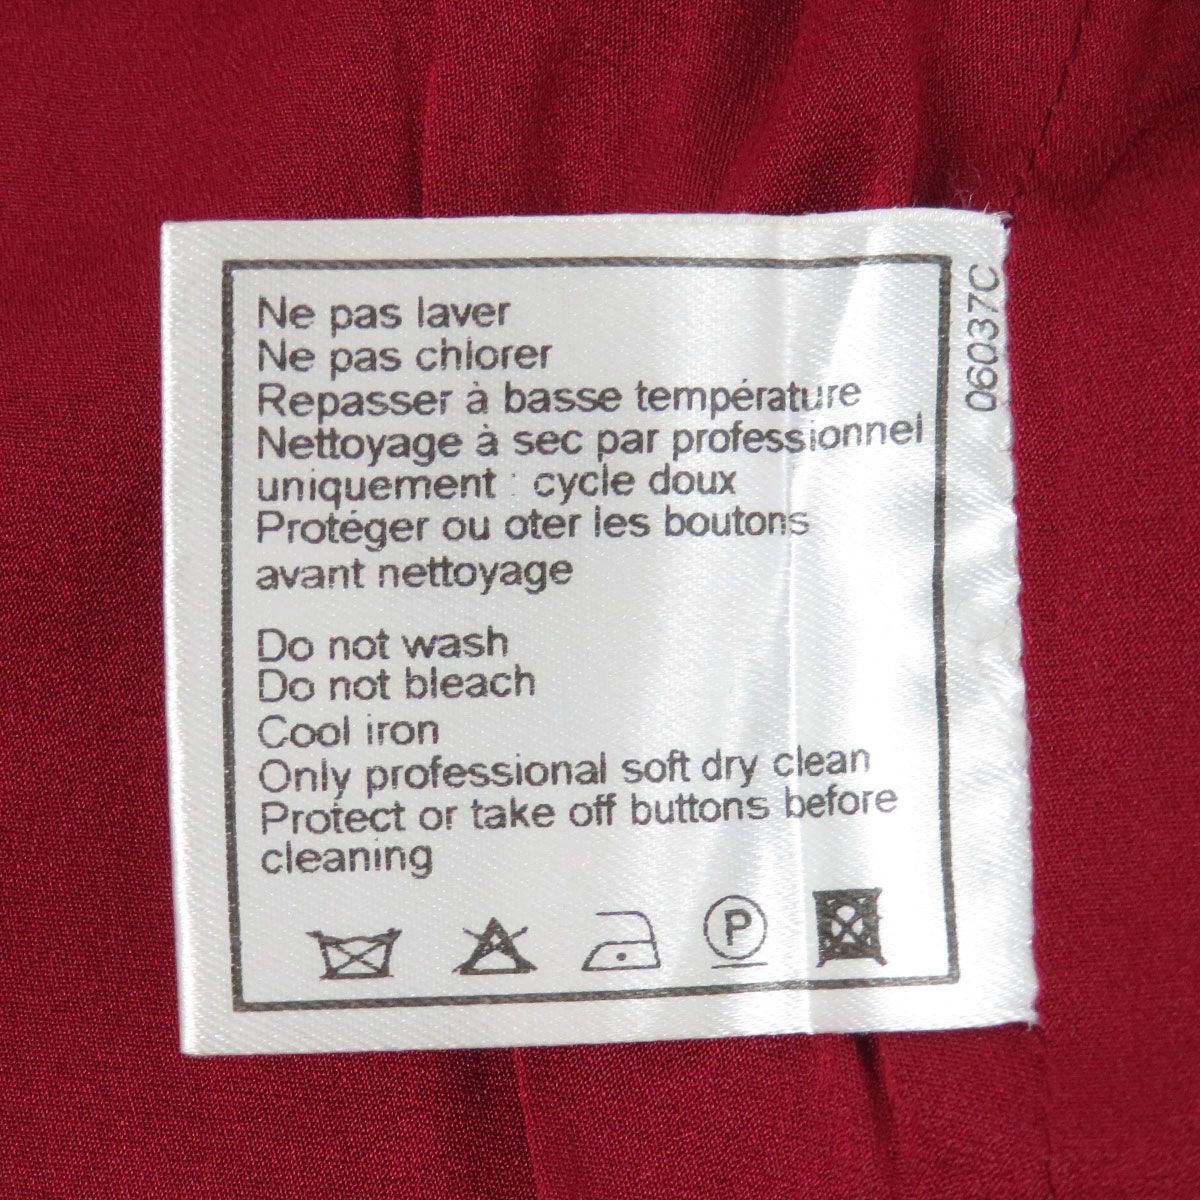 Ne pas laver
Ne pas chlorer
Repasser à basse température
Nettoyage à sec par professionnel
uniquement : cycle doux
Protéger ou oter les boutons
avant nettoyage
Do not wash
Do not bleach
Cool iron
Only professional soft dry clean
Protect or take off buttons before
cleaning
P
06037C